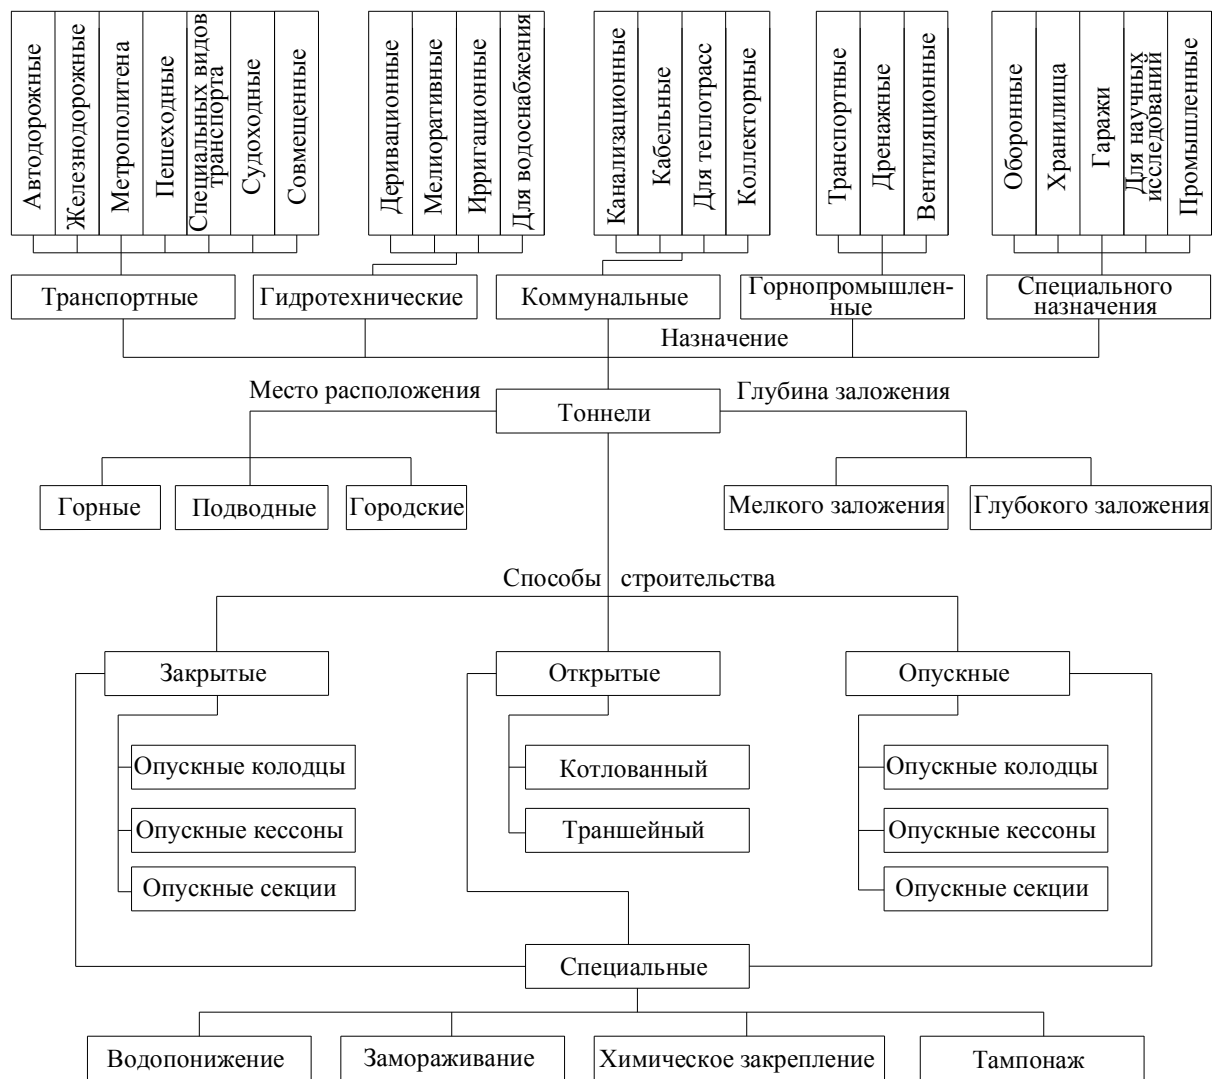 Автодорожные
Железнодорожные
Метрополитена
Пешеходные
Специальных видов
транспорта
Судоходные
Совмещенные
Деривационные
Мелиоративные
Ирригационные
Для водоснабжения
Канализационные
Кабельные
Для теплотрасс
Коллекторные
Транспортные
Дренажные
Вентиляционные
Оборонные
Хранилища
Гаражи
Для научных
исследований
Промышленные
Транспортные
Гидротехнические
Коммунальные
Горнопромышлен-
ные
Специального
назначения
Назначение
Место расположения
Тоннели
Глубина заложения
Горные
Подводные
Городские
Мелкого заложения
Глубокого заложения
Способы строительства
Закрытые
Открытые
Опускные
Опускные колодцы
Опускные кессоны
Опускные секции
Котлованный
Траншейный
Опускные колодцы
Опускные кессоны
Опускные секции
Специальные
Водопонижение
Замораживание
Химическое закрепление
Тампонаж